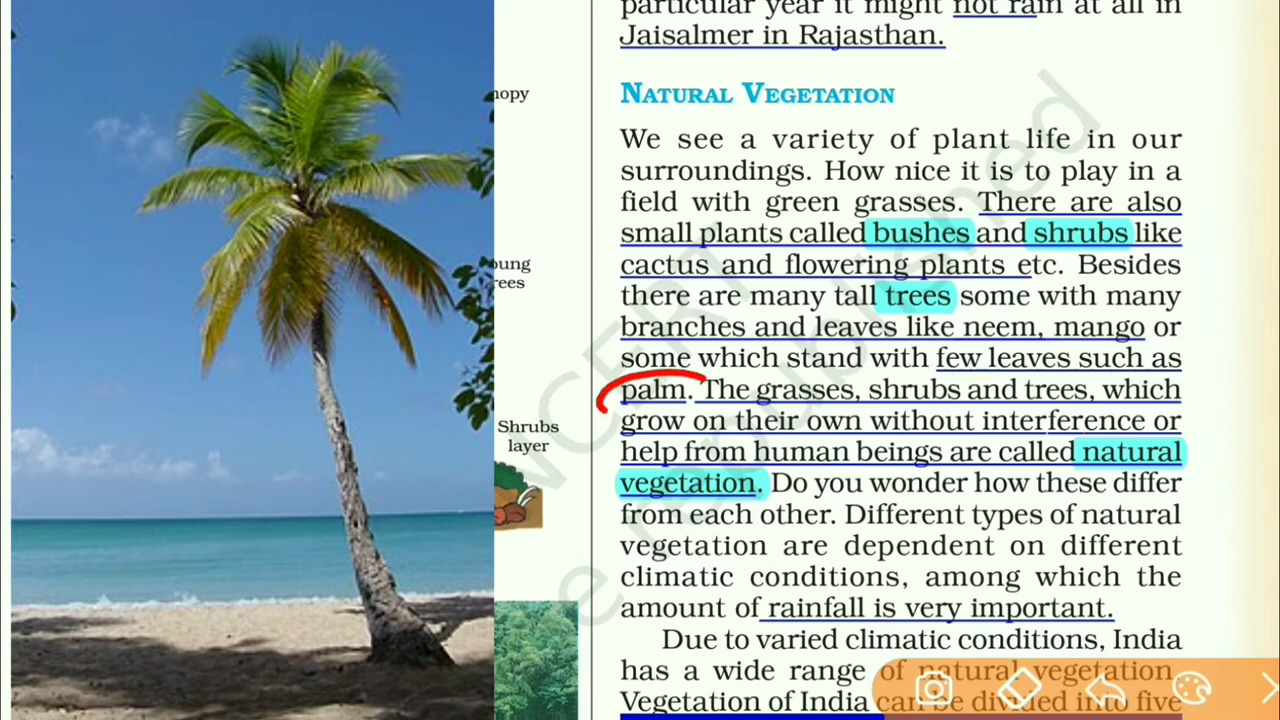 particular year it might not rain at all in
Jaisalmer in Rajasthan.
NATURAL VEGETATION
We see a variety of plant life in our
surroundings. How nice it is to play in a
field with green grasses. There are also
small plants called bushes and shrubs like
cactus and flowering plants etc. Besides
there are many tall trees some with many
branches and leaves like neem, mango or
some which stand with few leaves such as
palm. The grasses, shrubs and trees, which
grow on their own without interference or
help from human beings are called natural
vegetation. Do you wonder how these differ
from each other. Different types of natural
vegetation are dependent on different
climatic conditions, among which the
amount of rainfall is very important.
Due to varied climatic conditions, India
has a wide range of natural vegetation
Vegetation of India can be divided into five
nopy
oung
rees
Shrubs
layer